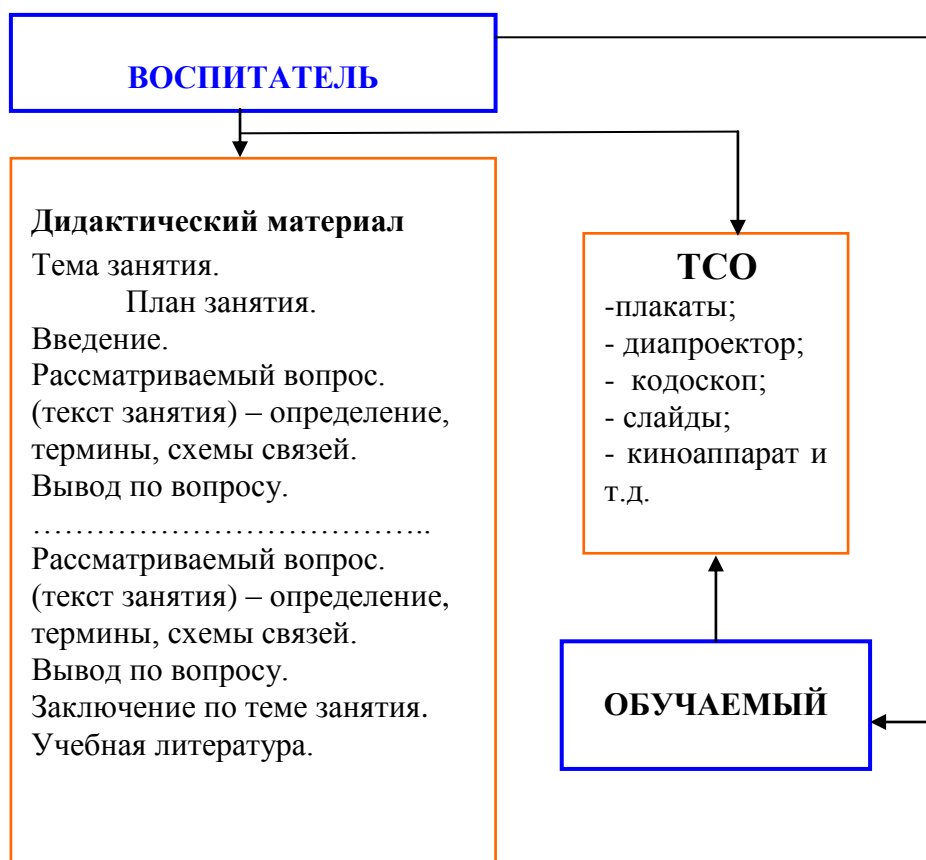 ВОСПИТАТЕЛЬ
Дидактический материал
Тема занятия.
План занятия.
Введение.
Рассматриваемый вопрос.
(текст занятия) – определение,
термины, схемы связей.
Вывод по вопросу.
………………………………..
Рассматриваемый вопрос.
(текст занятия) – определение,
термины, схемы связей.
Вывод по вопросу.
Заключение по теме занятия.
Учебная литература.
ТСО
-плакаты;
- диапроектор;
- кодоскоп;
- слайды;
- киноаппарат и
т.д.
ОБУЧАЕМЫЙ